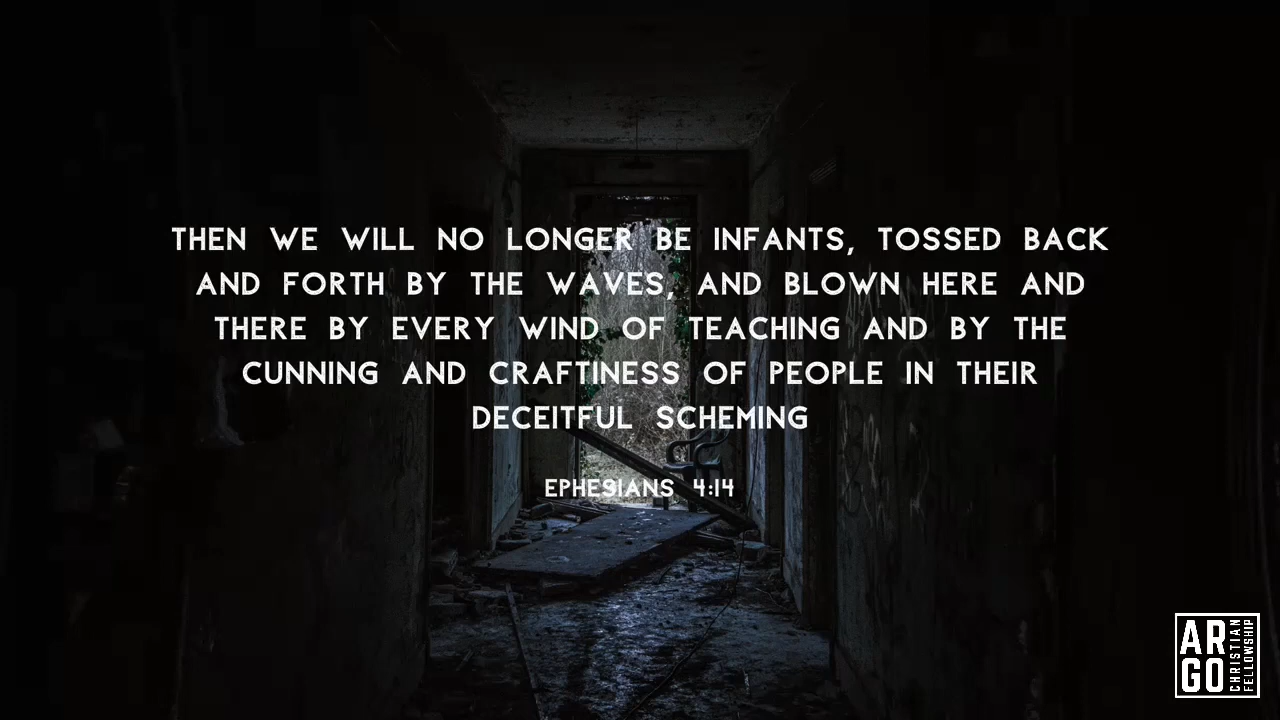 THEN WE WILL NO LONGER BE INFANTS, TOSSED BACK
AND FORTH BY THE WAVES, AND BLOWN HERE AND
THERE BY EVERY WIND OF TEACHING AND BY THE
CUNNING AND CRAFTINESS OF PEOPLE IN THEIR
DECEITFUL SCHEMING
EPHESIANS 4:14
AR
GO
CHRISTIAN
FELLOWSHIP